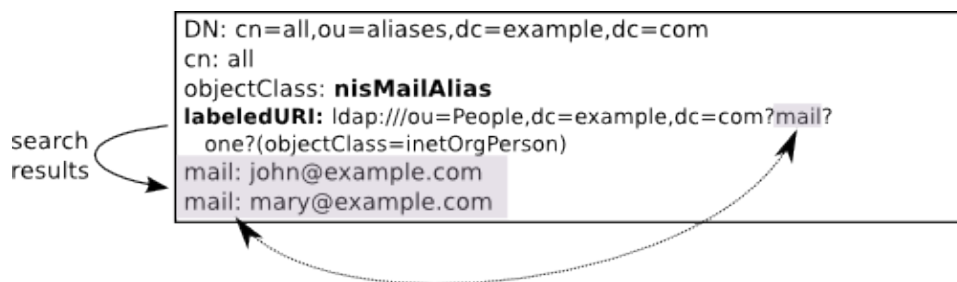 DN: cn=all,ou=aliases,dc=example,dc=com
cn: all
objectClass: nisMailAlias
labeledURI: ldap:///ou=People,dc=example,dc=com?mail?
one?(objectClass=inetOrgPerson)
search
results
mail: john@example.com
mail: mary@example.com